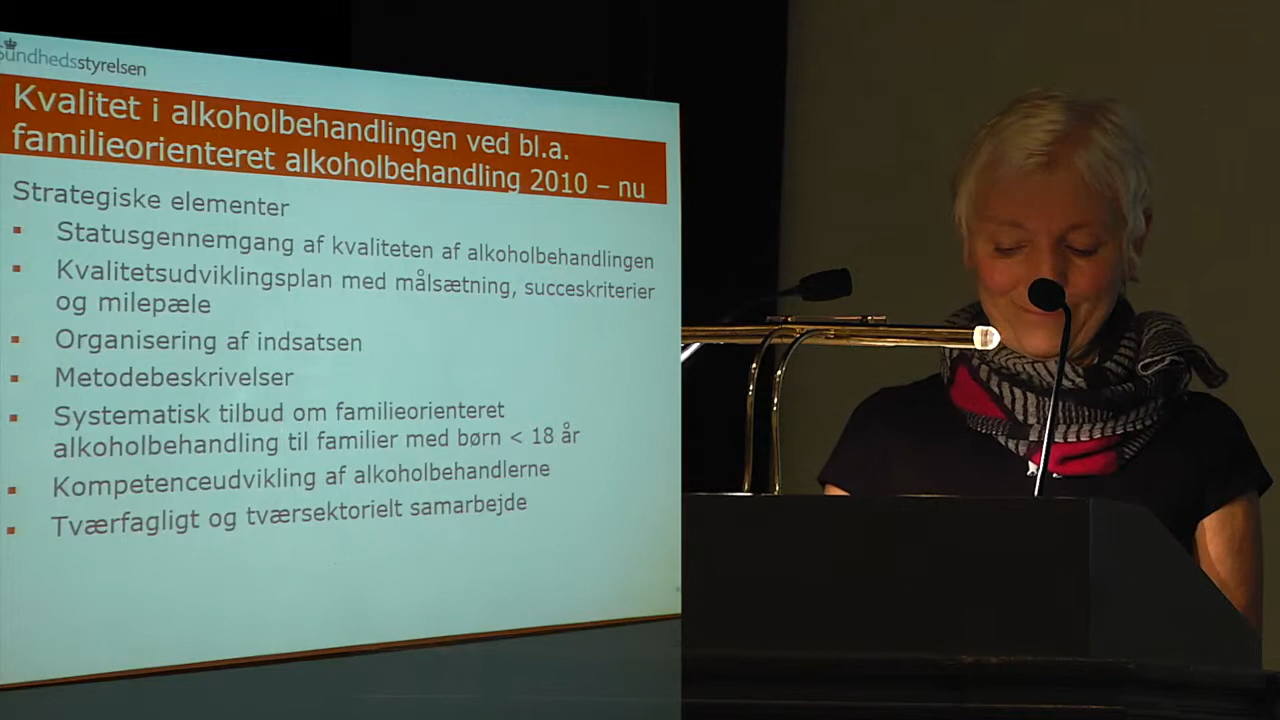 Sundhedsstyrelsen
Kvalitet i alkoholbehandlingen ved bl.a.
familieorienteret alkoholbehandling 2010 – nu
Strategiske elementer
▪ Statusgennemgang af kvaliteten af alkoholbehandlingen
▪ Kvalitetsudviklingsplan med målsætning, succeskriterier
og milepæle
▪ Organisering af indsatsen
▪ Metodebeskrivelser
▪ Systematisk tilbud om familieorienteret
alkoholbehandling til familier med børn < 18 år
▪ Kompetenceudvikling af alkoholbehandlerne
▪ Tværfagligt og tværsektorielt samarbejde